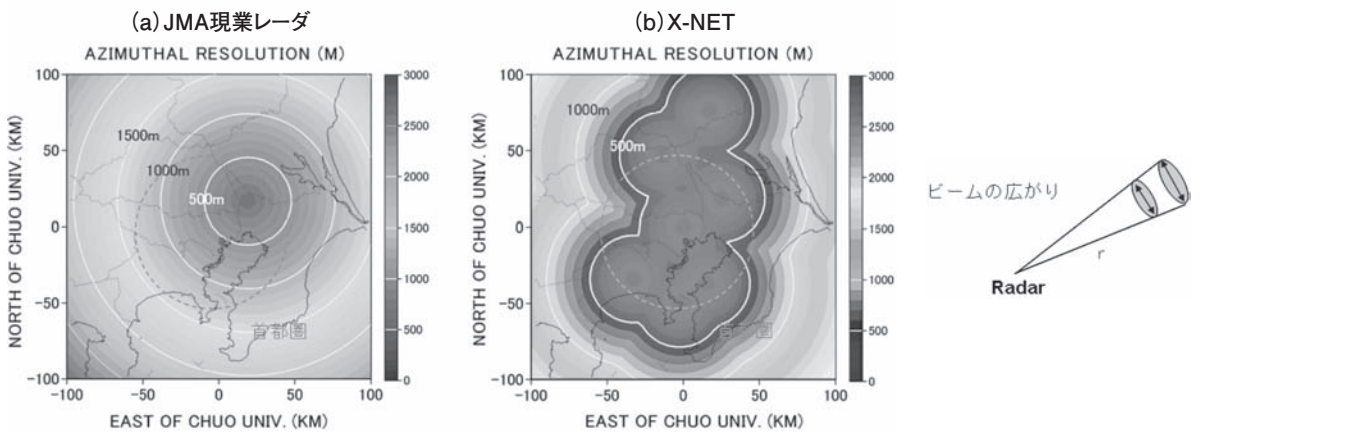 (a)JMA現業レーダ
AZIMUTHAL RESOLUTION (M)
NORTH OF CHUO UNIV. (KM)
100
50
0
-50
-100
-100
-50
0
50
100
EAST OF CHUO UNIV. (KM)
1500m
1000m
500m
首都圏
3000
2500
2000
1500
1000
500
0
(b)X-NET
AZIMUTHAL RESOLUTION (M)
NORTH OF CHUO UNIV. (KM)
100
50
0
-50
-100
-100
-50
0
50
100
EAST OF CHUO UNIV. (KM)
1000m
500m
首 圏
3000
2500
2000
1500
1000
500
0
ビームの広がり
r
Radar